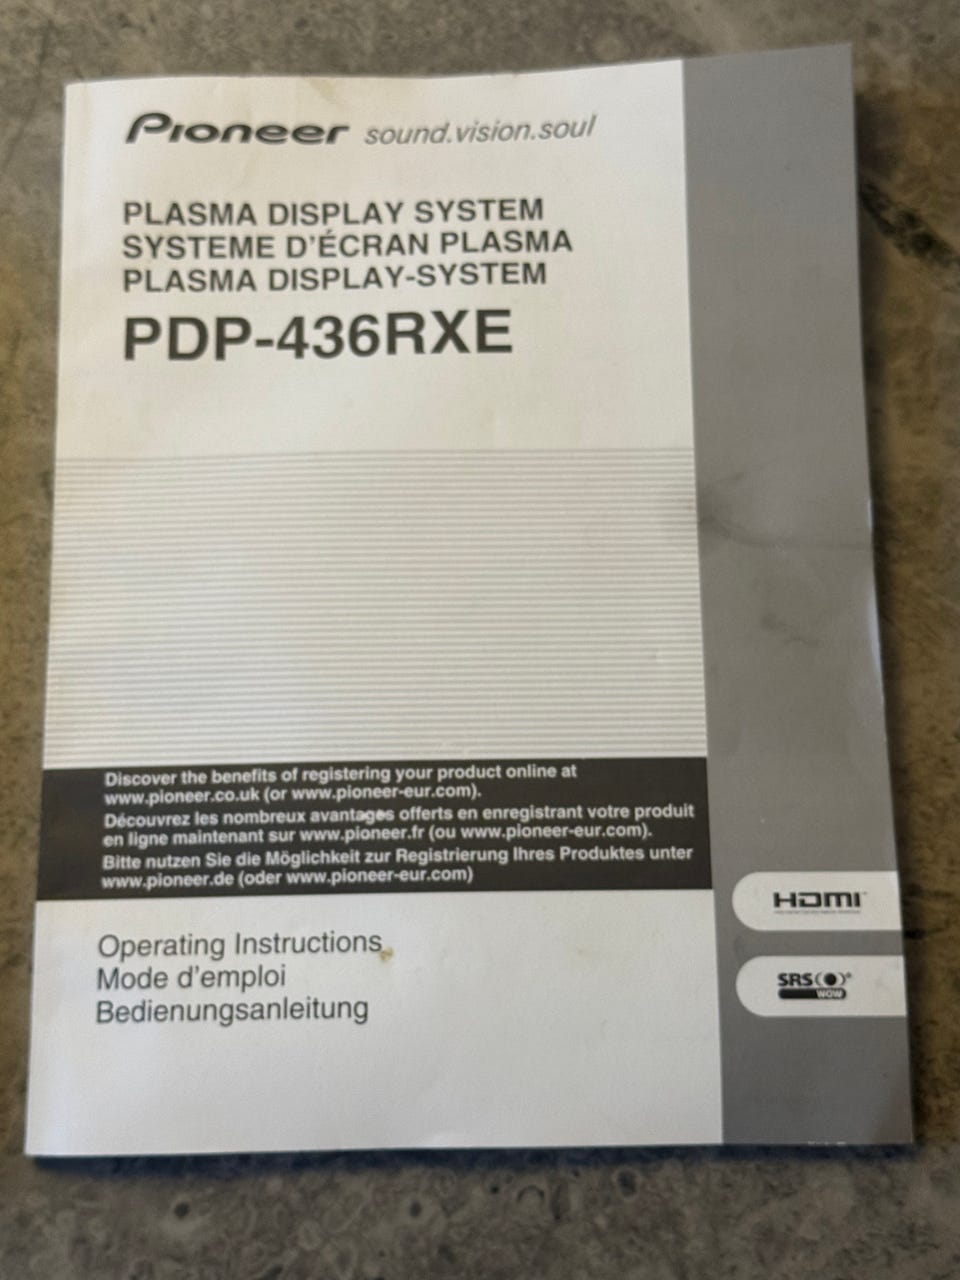 Pioneer sound.vision.soul
PLASMA DISPLAY SYSTEM
SYSTEME D'ÉCRAN PLASMA
PLASMA DISPLAY-SYSTEM
PDP-436RXE
Discover the benefits of registering your product online at
www.pioneer.co.uk (or www.pioneer-eur.com).
Découvrez les nombreux avantages offerts en enregistrant votre produit
en ligne maintenant sur www.pioneer.fr (ou www.pioneer-eur.com).
Bitte nutzen Sie die Möglichkeit zur Registrierung Ihres Produktes unter
www.pioneer.de (oder www.pioneer-eur.com)
HDMI
SRS
WOW
Operating Instructions
Mode d'emploi
Bedienungsanleitung